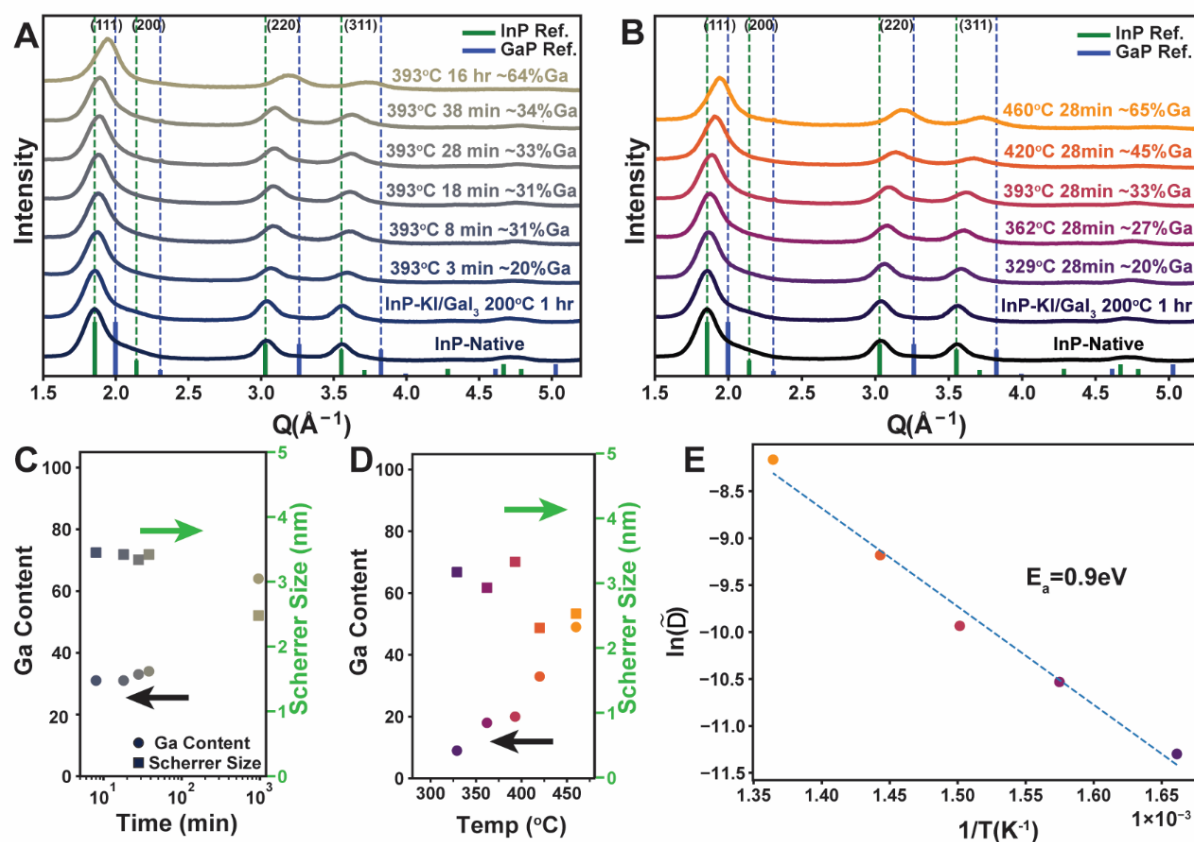 A
(111) (200) (220) (311)
InP Ref.
GaP Ref.
393°C 16 hr ~64%Ga
393°C 38 min ~34%Ga
393°C 28 min ~33%Ga
393°C 18 min ~31%Ga
393°C 8 min ~31%Ga
393°C 3 min ~20%Ga
InP-KI/GaI₃ 200°C 1 hr
InP-Native
Intensity
1.5 2.0 2.5 3.0 3.5 4.0 4.5 5.0
Q(Å⁻¹)
B
(111) (200) (220) (311)
InP Ref.
GaP Ref.
460°C 28min ~65%Ga
420°C 28min ~45%Ga
393°C 28min ~33%Ga
362°C 28min ~27%Ga
329°C 28min ~20%Ga
InP-KI/GaI₃ 200°C 1 hr
InP-Native
Intensity
1.5 2.0 2.5 3.0 3.5 4.0 4.5 5.0
Q(Å⁻¹)
C
100
80
60
40
20
0
Ga Content
5
4
3
2
1
0
Scherrer Size (nm)
Ga Content
Scherrer Size
10¹ 10² 10³
Time (min)
D
100
80
60
40
20
0
Ga Content
5
4
3
2
1
0
Scherrer Size (nm)
300 350 400 450
Temp (°C)
E
−8.5
−9.0
−9.5
−10.0
−10.5
−11.0
−11.5
ln(D̃)
Eₐ=0.9eV
1.35 1.40 1.45 1.50 1.55 1.60 1.65
1×10⁻³
1/T(K⁻¹)